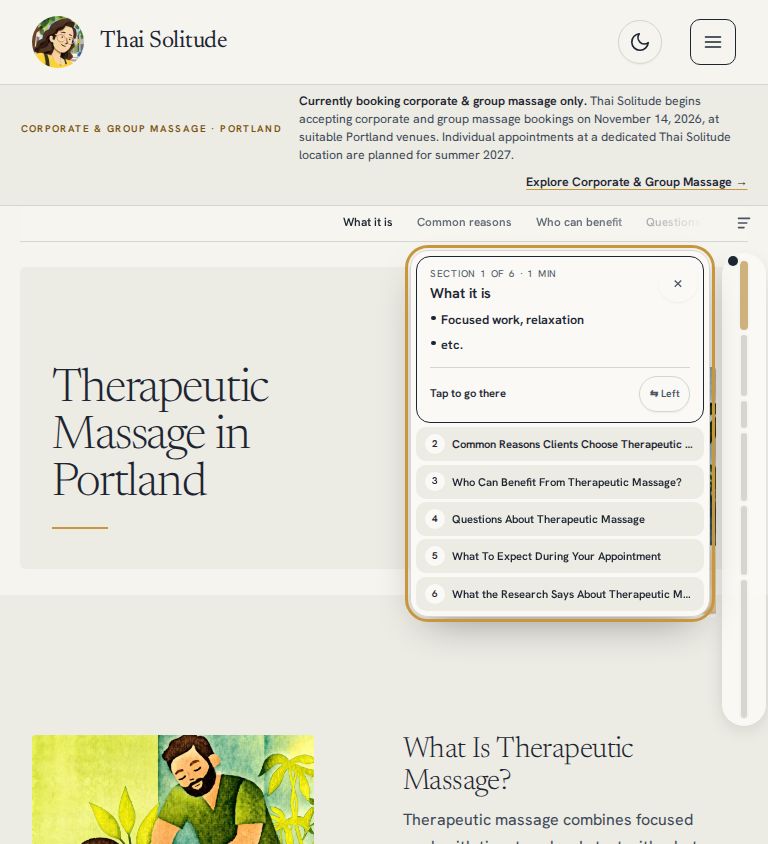 Thai Solitude
CORPORATE & GROUP MASSAGE · PORTLAND
Currently booking corporate & group massage only. Thai Solitude begins
accepting corporate and group massage bookings on November 14, 2026, at
suitable Portland venues. Individual appointments at a dedicated Thai Solitude
location are planned for summer 2027.
Explore Corporate & Group Massage →
What it is Common reasons Who can benefit Questions
SECTION 1 OF 6 · 1 MIN
What it is
• Focused work, relaxation
• etc.
Tap to go there
⇆ Left
2 Common Reasons Clients Choose Therapeutic ...
3 Who Can Benefit From Therapeutic Massage?
4 Questions About Therapeutic Massage
5 What To Expect During Your Appointment
6 What the Research Says About Therapeutic M...
Therapeutic
Massage in
Portland
What Is Therapeutic
Massage?
Therapeutic massage combines focused